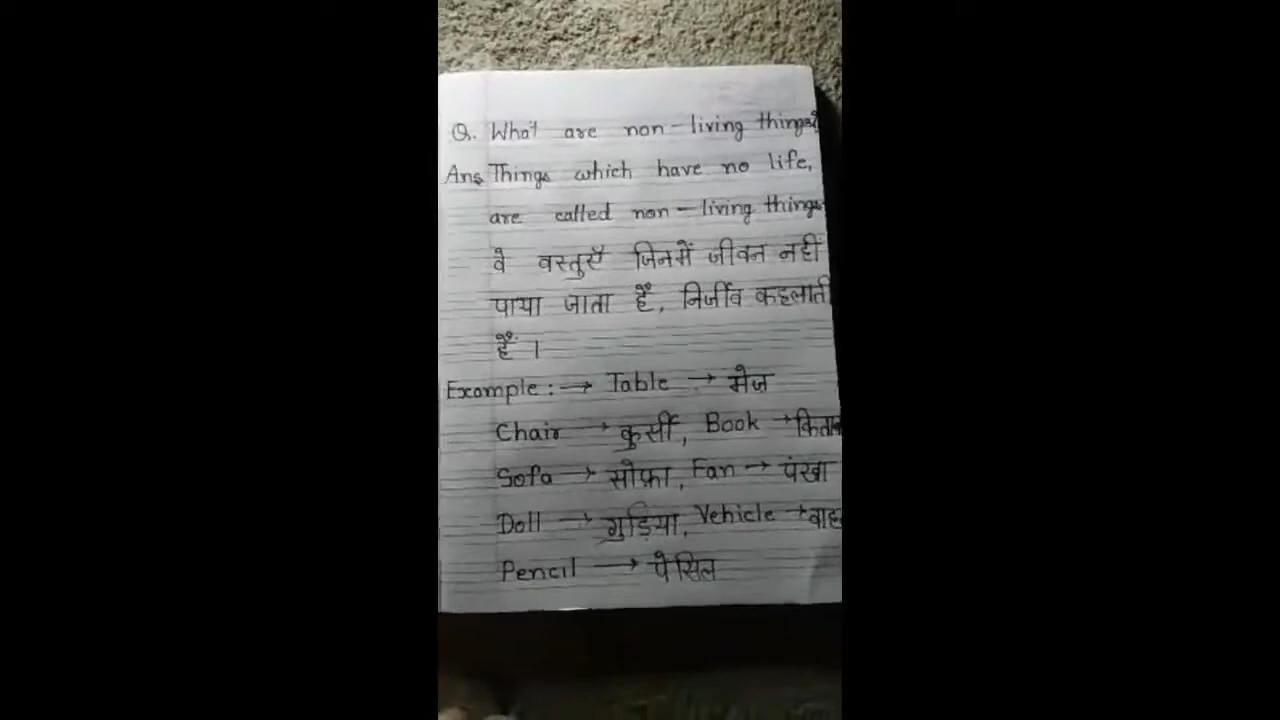 Q. What are non-living things?
Ans Things which have no life,
are called non-living things
वे वस्तुएँ जिनमें जीवन नहीं
पाया जाता है, निर्जीव कहलाती
हैं ।
Example :→ Table → मेज
Chair → कुर्सी, Book →
Sofa → सोफ़ा, Fan → पंखा
Doll → गुड़िया, Vehicle →
Pencil → पेंसिल